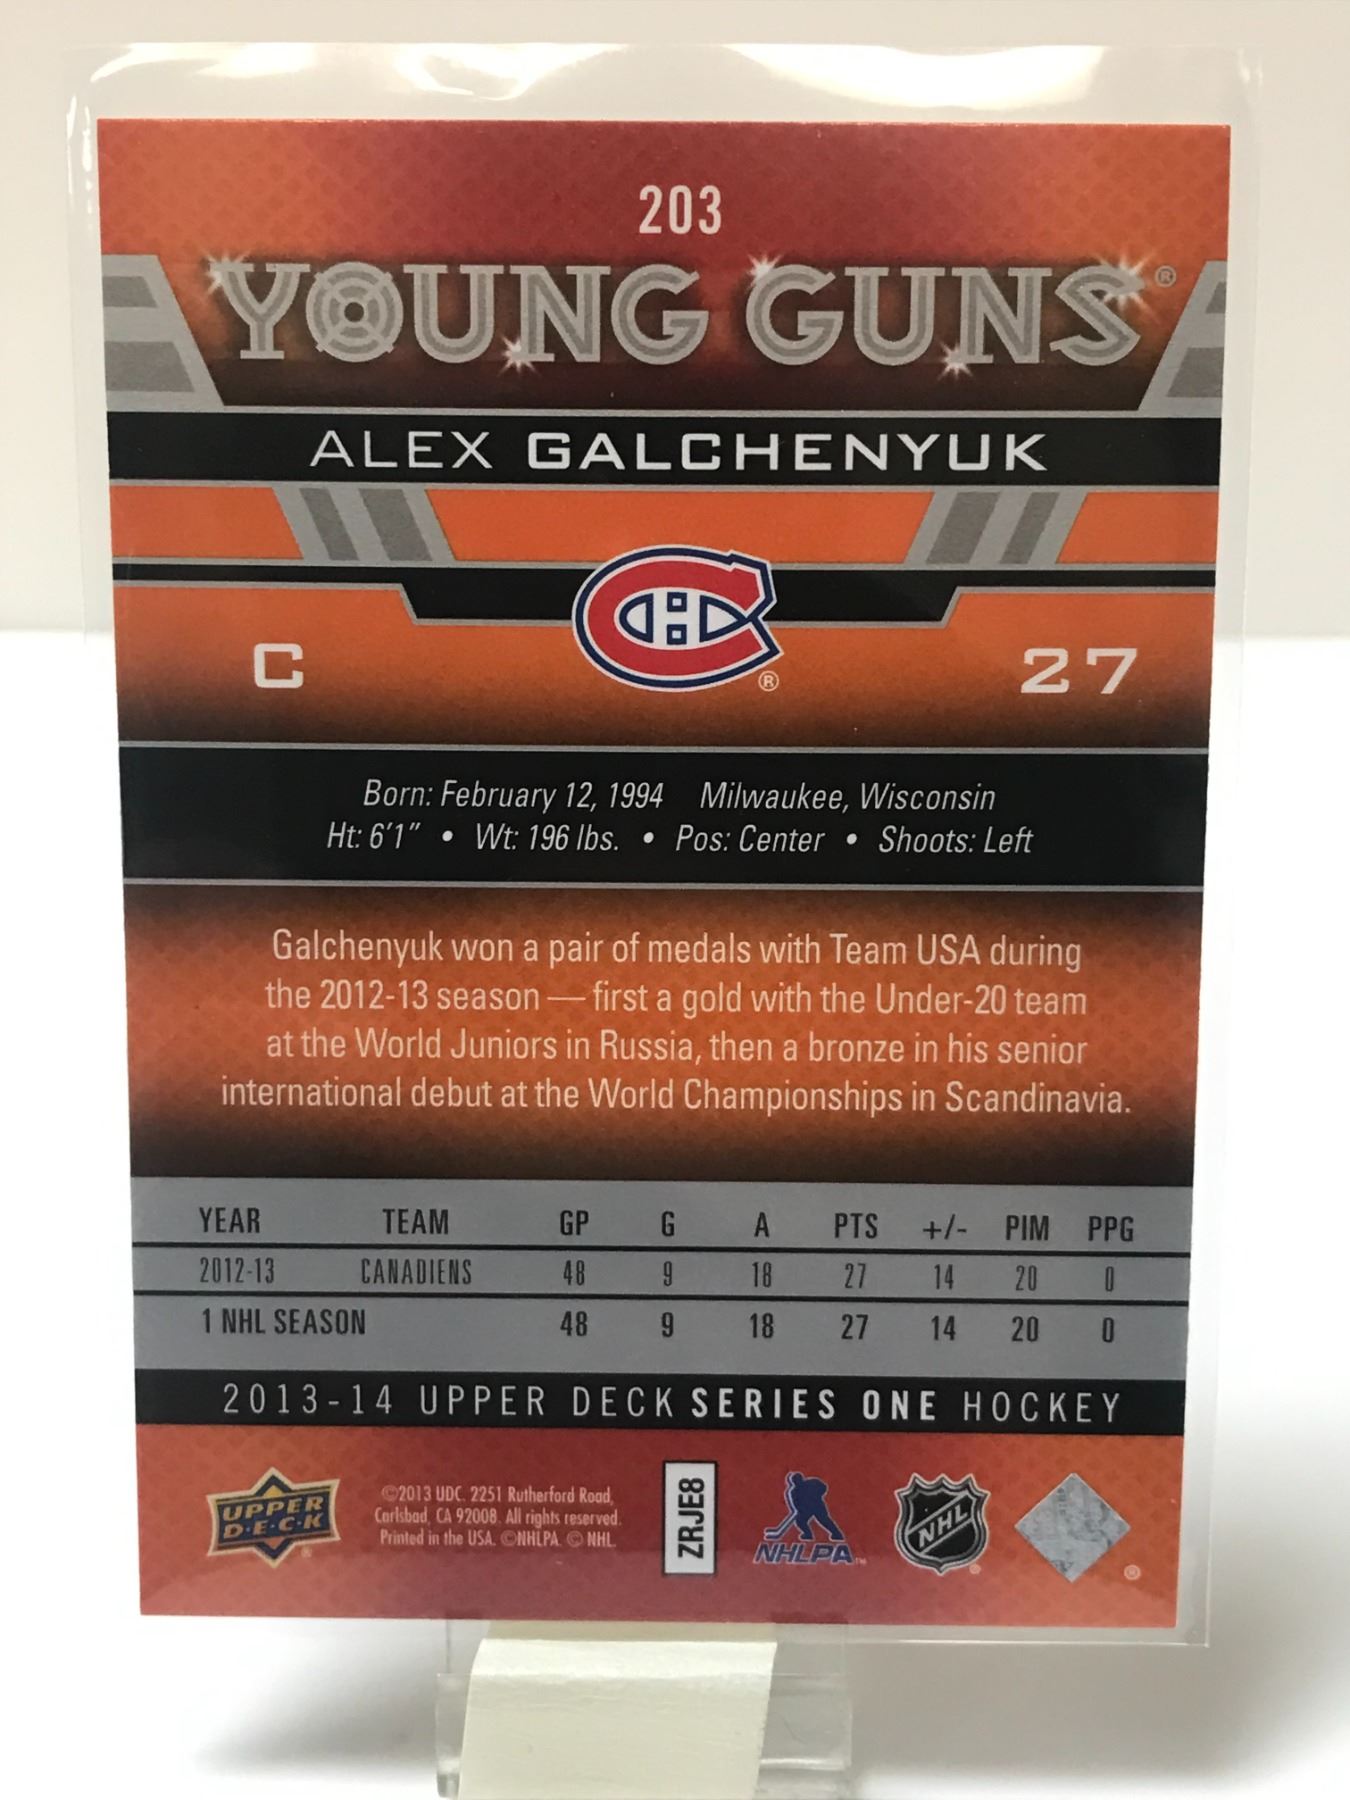 203
YOUNG GUNS®
ALEX GALCHENYUK
®
C 27
Born: February 12, 1994 Milwaukee, Wisconsin
Ht: 6'1" • Wt: 196 lbs. • Pos: Center • Shoots: Left
Galchenyuk won a pair of medals with Team USA during
the 2012-13 season — first a gold with the Under-20 team
at the World Juniors in Russia, then a bronze in his senior
international debut at the World Championships in Scandinavia.
YEAR TEAM GP G A PTS +/- PIM PPG
2012-13 CANADIENS 48 9 18 27 14 20 0
1 NHL SEASON 48 9 18 27 14 20 0
2013-14 UPPER DECK SERIES ONE HOCKEY
UPPER
D•E•C•K
®
©2013 UDC. 2251 Rutherford Road,
Carlsbad, CA 92008. All rights reserved.
Printed in the USA. ©NHLPA. © NHL.
ZRJE8
NHLPA™
NHL
®
®